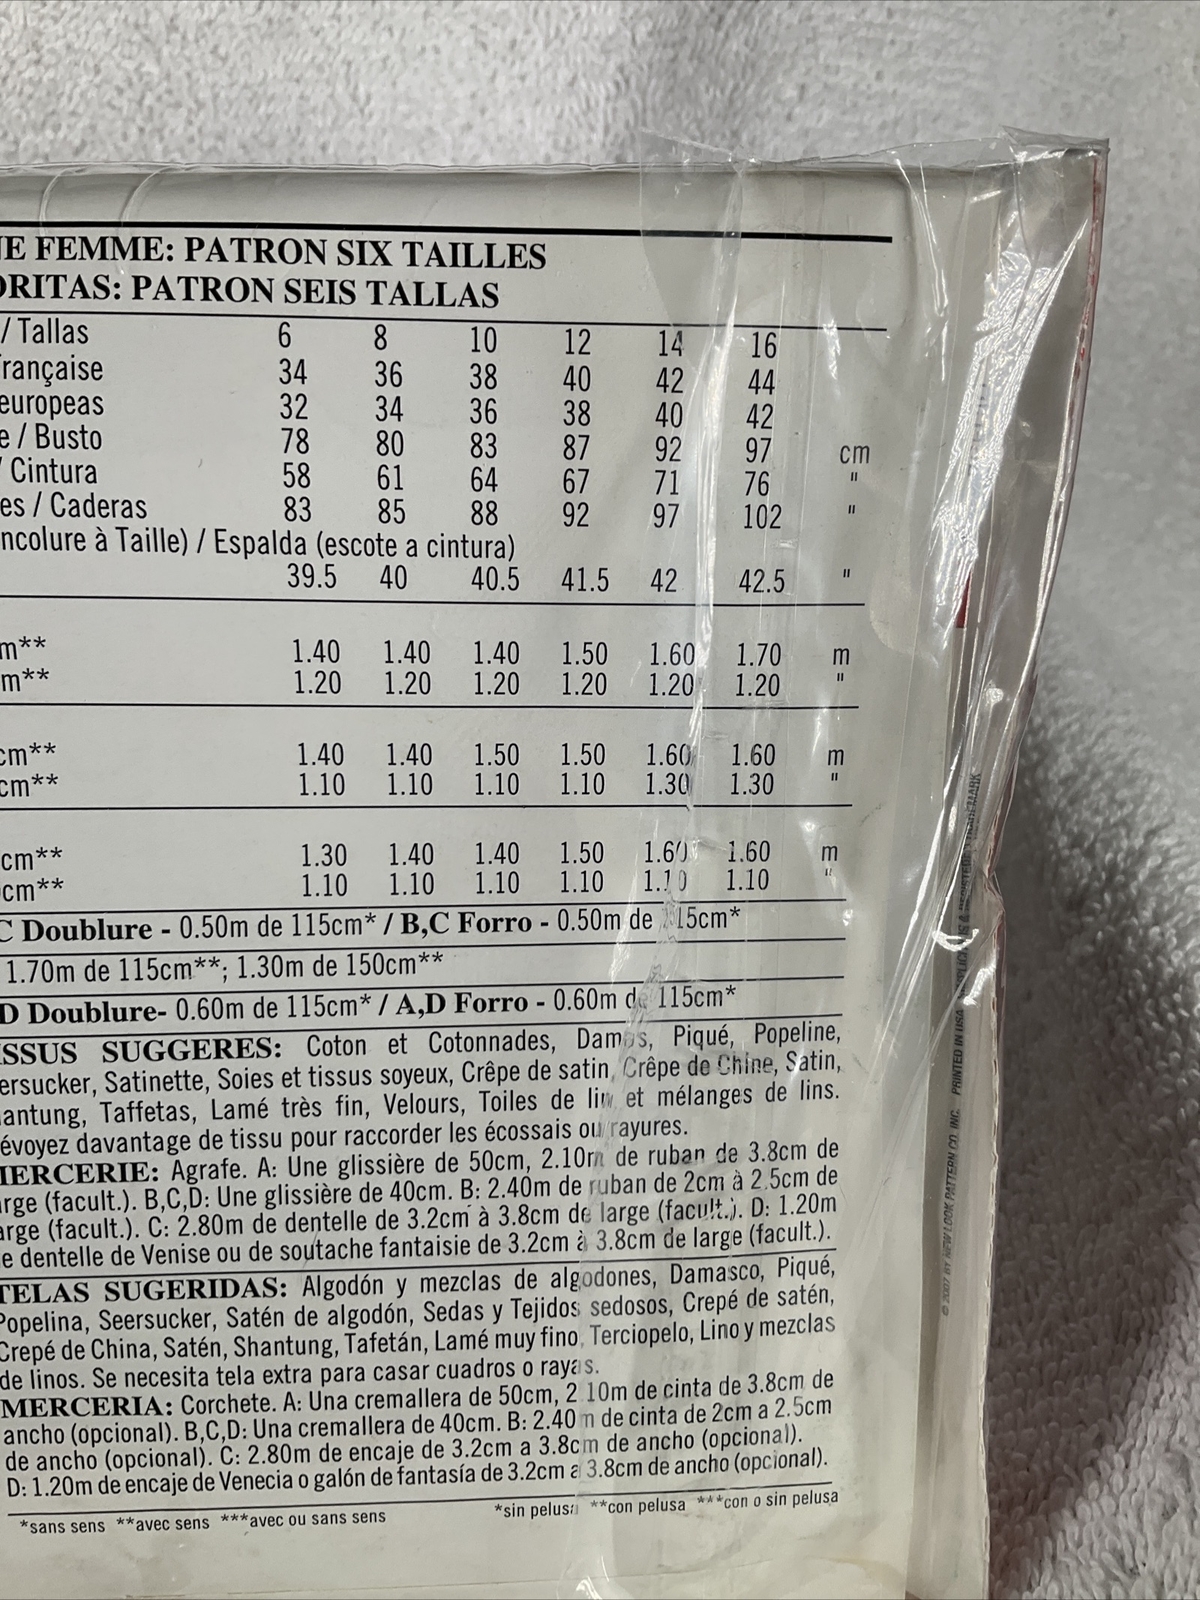 NE FEMME: PATRON SIX TAILLES
ORITAS: PATRON SEIS TALLAS
/ Tallas 6 8 10 12 14 16
rançaise 34 36 38 40 42 44
europeas 32 34 36 38 40 42
e / Busto 78 80 83 87 92 97 cm
/ Cintura 58 61 64 67 71 76 "
es / Caderas 83 85 88 92 97 102 "
ncolure à Taille) / Espalda (escote a cintura)
39.5 40 40.5 41.5 42 42.5 "
m** 1.40 1.40 1.40 1.50 1.60 1.70 m
m** 1.20 1.20 1.20 1.20 1.20 1.20 "
cm** 1.40 1.40 1.50 1.50 1.60 1.60 m
cm** 1.10 1.10 1.10 1.10 1.30 1.30 "
cm** 1.30 1.40 1.40 1.50 1.60 1.60 m
cm** 1.10 1.10 1.10 1.10 1.10 1.10 "
C Doublure - 0.50m de 115cm* / B,C Forro - 0.50m de 115cm*
1.70m de 115cm**; 1.30m de 150cm**
D Doublure- 0.60m de 115cm* / A,D Forro - 0.60m de 115cm*
ISSUS SUGGERES: Coton et Cotonnades, Damas, Piqué, Popeline,
ersucker, Satinette, Soies et tissus soyeux, Crêpe de satin, Crêpe de Chine, Satin,
antung, Taffetas, Lamé très fin, Velours, Toiles de lin et mélanges de lins.
évoyez davantage de tissu pour raccorder les écossais ou rayures.
MERCERIE: Agrafe. A: Une glissière de 50cm, 2.10m de ruban de 3.8cm de
arge (facult.). B,C,D: Une glissière de 40cm. B: 2.40m de ruban de 2cm à 2.5cm de
arge (facult.). C: 2.80m de dentelle de 3.2cm à 3.8cm de large (facult.). D: 1.20m
e dentelle de Venise ou de soutache fantaisie de 3.2cm à 3.8cm de large (facult.).
TELAS SUGERIDAS: Algodón y mezclas de algodones, Damasco, Piqué,
Popelina, Seersucker, Satén de algodón, Sedas y Tejidos sedosos, Crepé de satén,
Crepé de China, Satén, Shantung, Tafetán, Lamé muy fino, Terciopelo, Lino y mezclas
de linos. Se necesita tela extra para casar cuadros o rayas.
MERCERIA: Corchete. A: Una cremallera de 50cm, 2.10m de cinta de 3.8cm de
ancho (opcional). B,C,D: Una cremallera de 40cm. B: 2.40m de cinta de 2cm a 2.5cm
de ancho (opcional). C: 2.80m de encaje de 3.2cm a 3.8cm de ancho (opcional).
D: 1.20m de encaje de Venecia o galón de fantasía de 3.2cm a 3.8cm de ancho (opcional).
*sans sens **avec sens ***avec ou sans sens *sin pelusa **con pelusa ***con o sin pelusa
© 2007 BY NEW LOOK PATTERN CO. INC. PRINTED IN USA IS A REGISTERED TRADEMARK